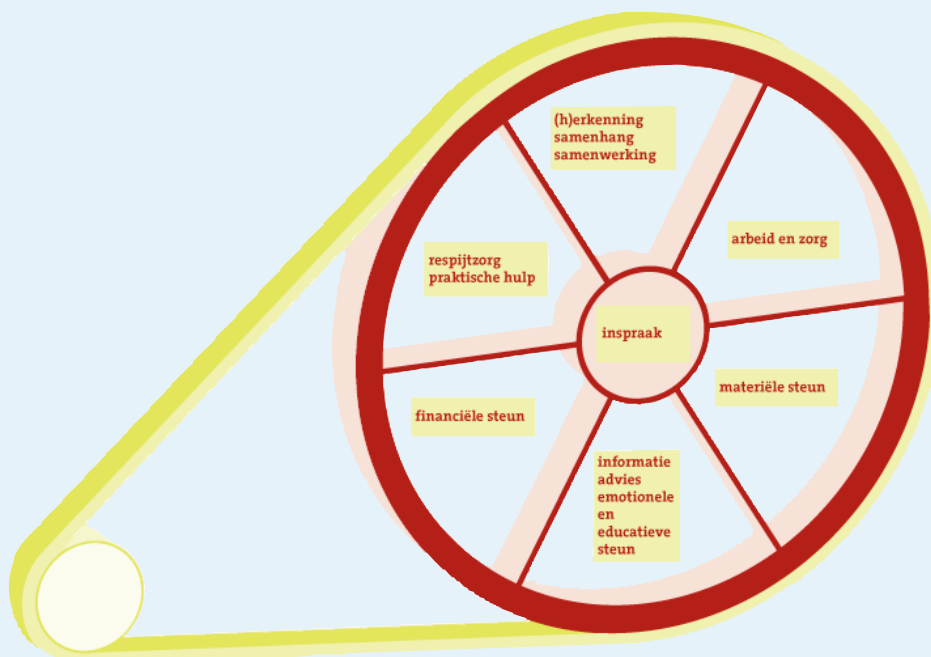 (h)erkenning
samenhang
samenwerking
arbeid en zorg
respijtzorg
praktische hulp
inspraak
materiële steun
financiële steun
informatie
advies
emotionele
en
educatieve
steun